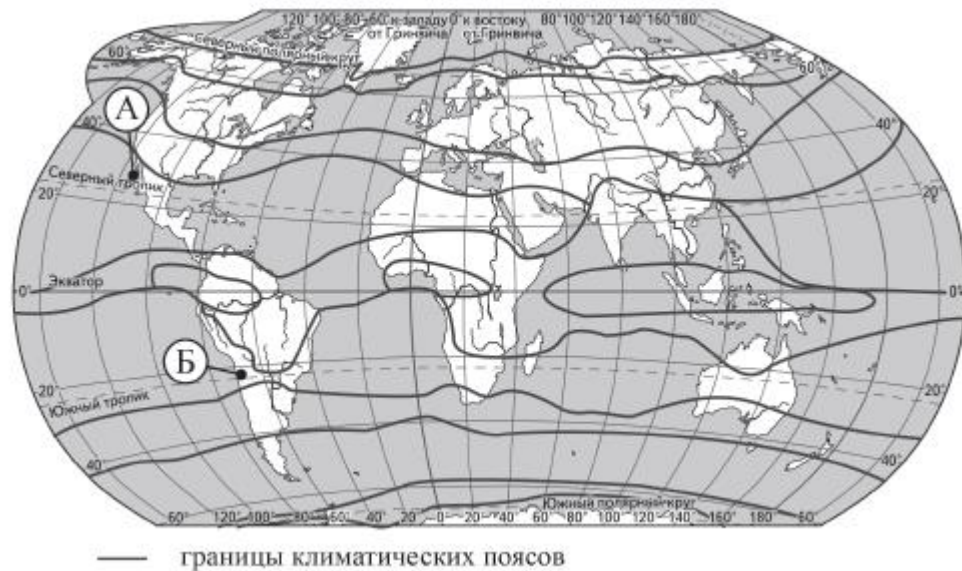 120° 100° 80° 60° к западу 0° к востоку 80° 100° 120° 140° 160° 180°
от Гринвича от Гринвича
Северный полярный круг
60° 60°
А
40° 40°
Северный тропик
20° 20°
Экватор
0° 0°
Б
20° 20°
Южный тропик
40 40°
Южный полярный круг
60° 120° 100° 80° 60° 40 20 0 20 40 60 80° 100° 120° 140° 160° 180 60°
границы климатических поясов